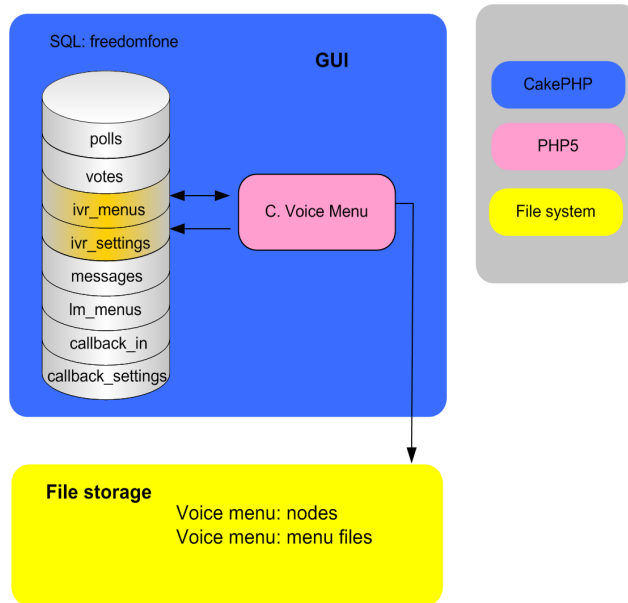 SQL: freedomfone
GUI
polls
votes
ivr_menus
ivr_settings
messages
lm_menus
callback_in
callback_settings
C. Voice Menu
CakePHP
PHP5
File system
File storage
Voice menu: nodes
Voice menu: menu files